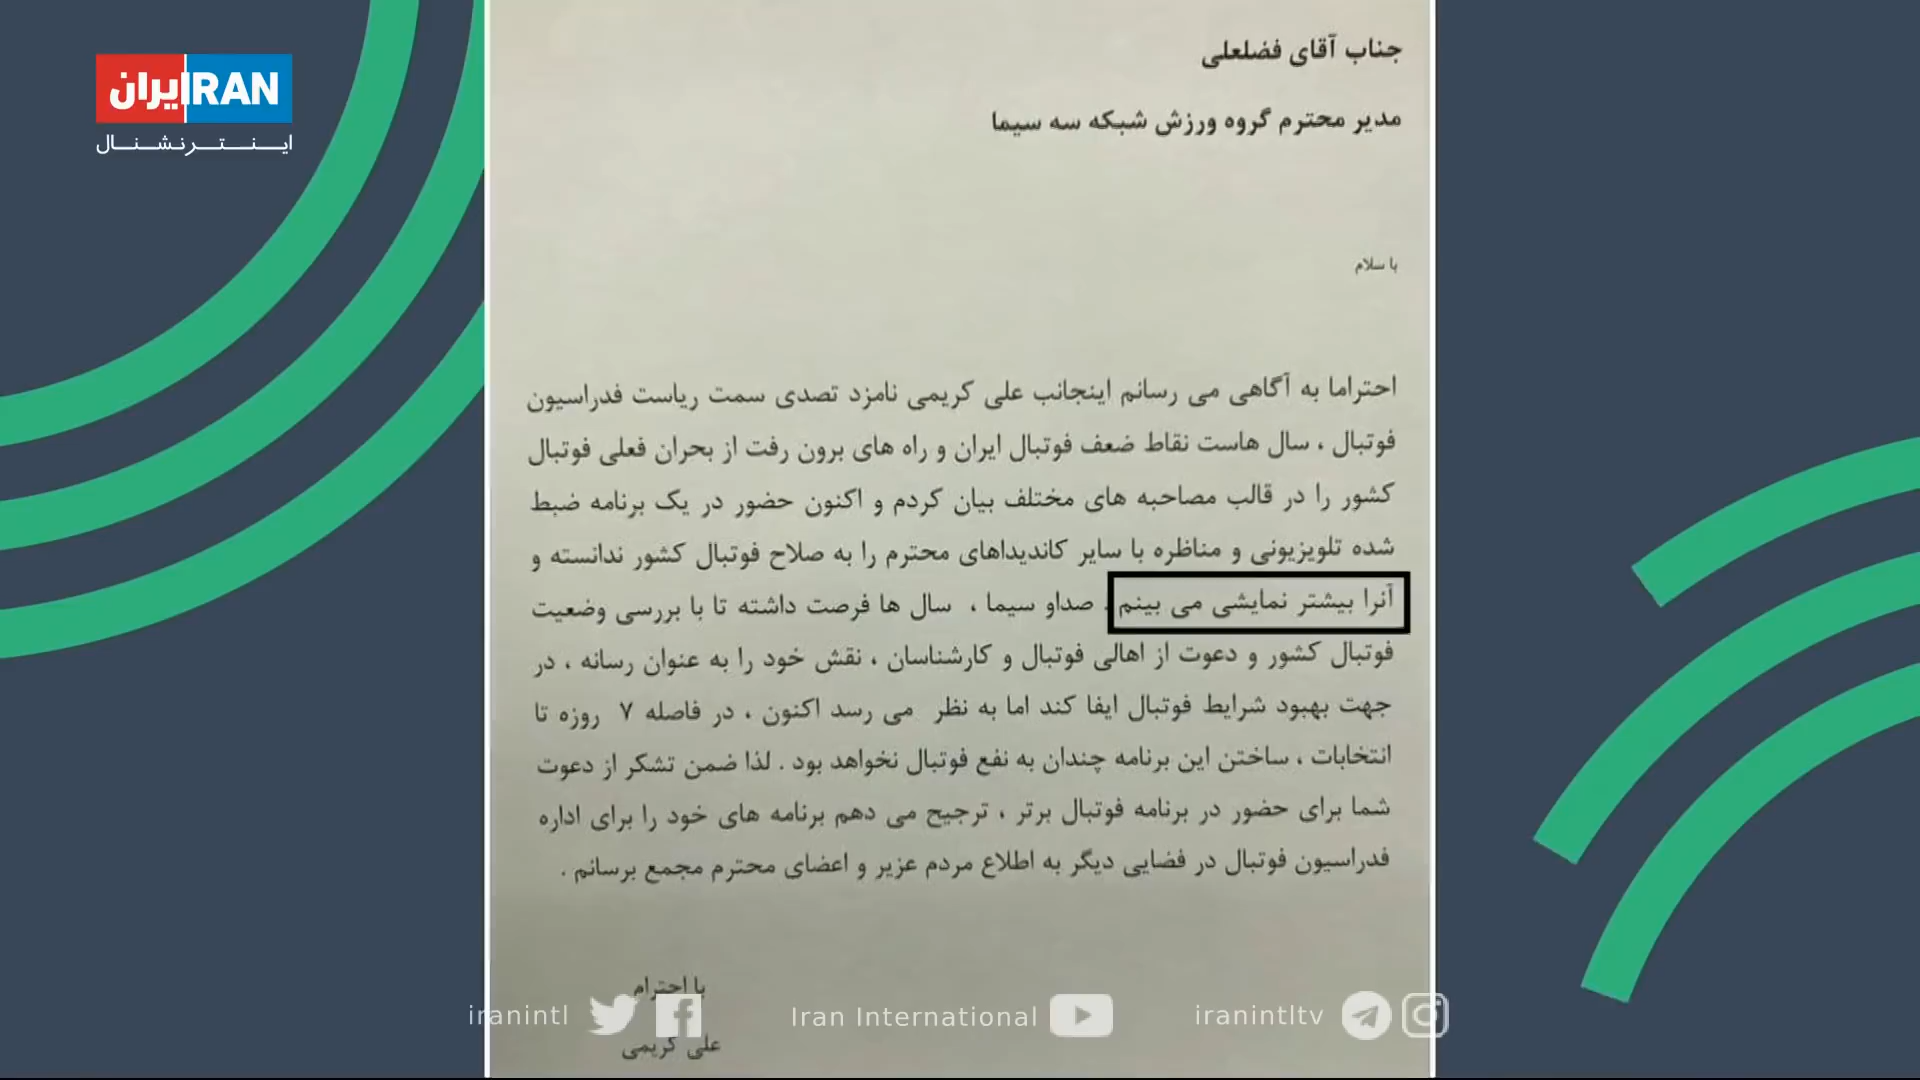 ایران IRAN
ایـنـتـرنـشـنـال
جناب آقای فضلعلی
مدیر محترم گروه ورزش شبکه سه سیما
با سلام
احتراما به آگاهی می رسانم اینجانب علی کریمی نامزد تصدی سمت ریاست فدراسیون
فوتبال ، سال هاست نقاط ضعف فوتبال ایران و راه های برون رفت از بحران فعلی فوتبال
کشور را در قالب مصاحبه های مختلف بیان کردم و اکنون حضور در یک برنامه ضبط
شده تلویزیونی و مناظره با سایر کاندیداهای محترم را به صلاح فوتبال کشور ندانسته و
آنرا بیشتر نمایشی می بینم . صداو سیما ، سال ها فرصت داشته تا با بررسی وضعیت
فوتبال کشور و دعوت از اهالی فوتبال و کارشناسان ، نقش خود را به عنوان رسانه ، در
جهت بهبود شرایط فوتبال ایفا کند اما به نظر می رسد اکنون ، در فاصله ۷ روزه تا
انتخابات ، ساختن این برنامه چندان به نفع فوتبال نخواهد بود . لذا ضمن تشکر از دعوت
شما برای حضور در برنامه فوتبال برتر ، ترجیح می دهم برنامه های خود را برای اداره
فدراسیون فوتبال در فضایی دیگر به اطلاع مردم عزیر و اعضای محترم مجمع برسانم .
با احترام
علی کریمی
iranintl
Iran International
iranintltv